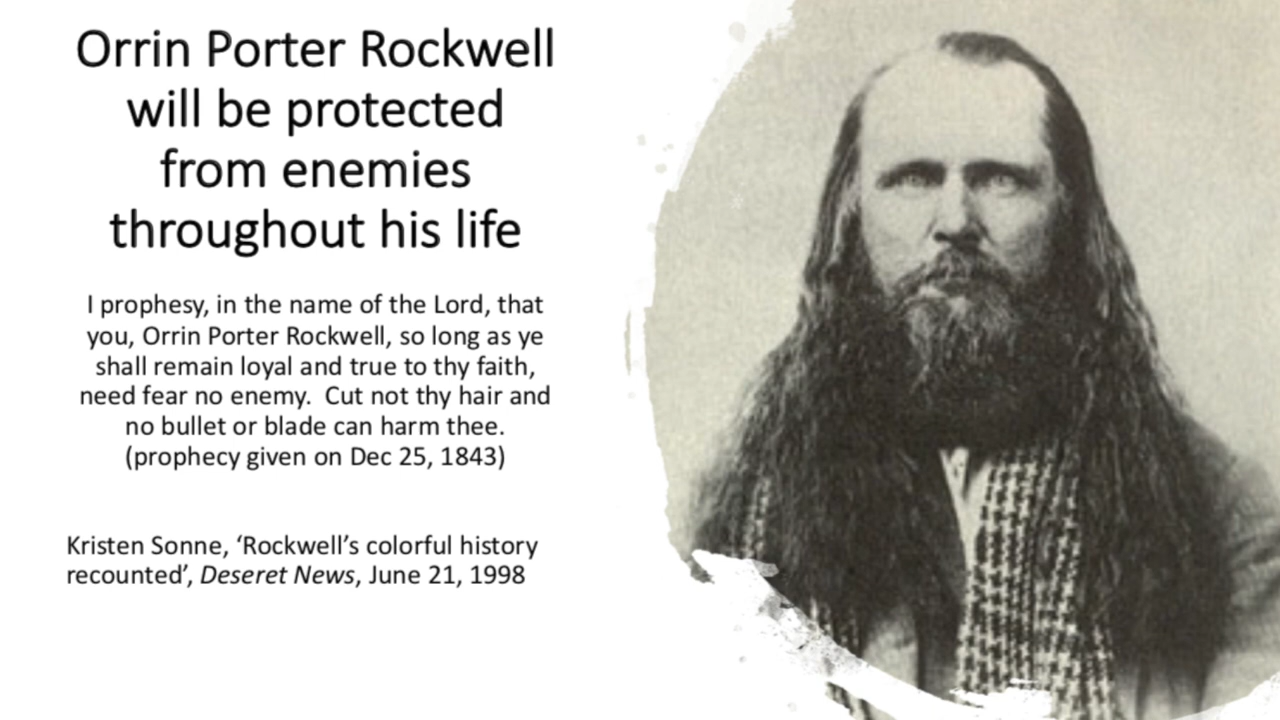 Orrin Porter Rockwell
will be protected
from enemies
throughout his life
I prophesy, in the name of the Lord, that
you, Orrin Porter Rockwell, so long as ye
shall remain loyal and true to thy faith,
need fear no enemy.  Cut not thy hair and
no bullet or blade can harm thee.
(prophecy given on Dec 25, 1843)
Kristen Sonne, ‘Rockwell’s colorful history
recounted’, Deseret News, June 21, 1998